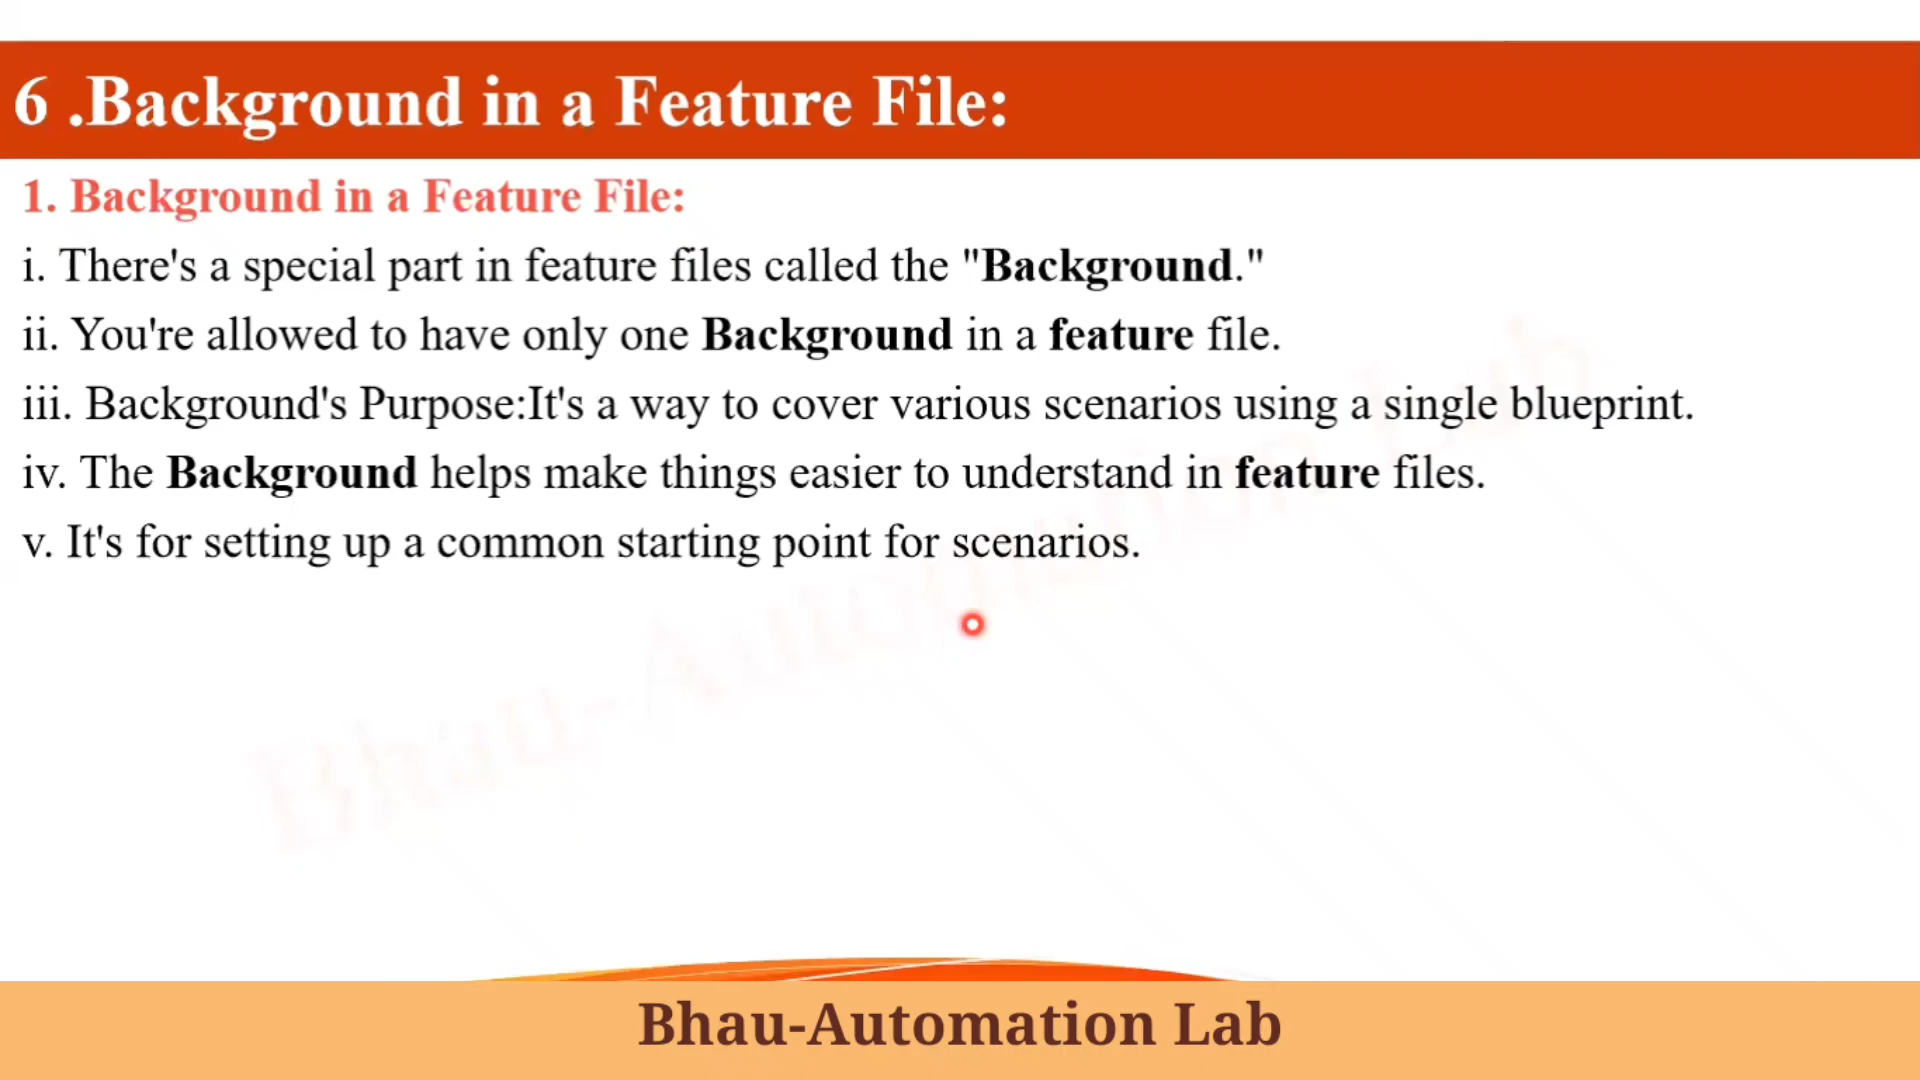 6 .Background in a Feature File:
1. Background in a Feature File:
i. There's a special part in feature files called the "Background."
ii. You're allowed to have only one Background in a feature file.
iii. Background's Purpose:It's a way to cover various scenarios using a single blueprint.
iv. The Background helps make things easier to understand in feature files.
v. It's for setting up a common starting point for scenarios.
Bhau-Automation Lab
Bhau-Automation Lab